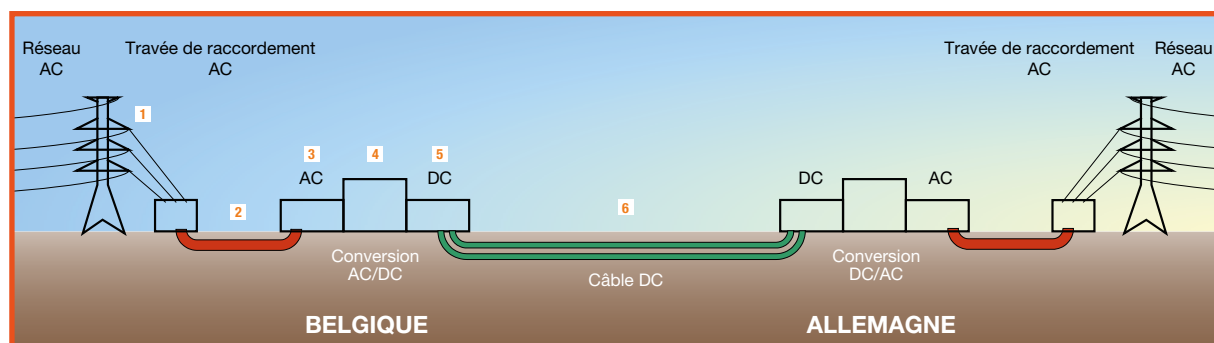 Réseau
AC
Travée de raccordement
AC
Travée de raccordement
AC
Réseau
AC
1
2
3
AC
4
5
DC
6
DC
AC
Conversion
AC/DC
Câble DC
Conversion
DC/AC
BELGIQUE
ALLEMAGNE